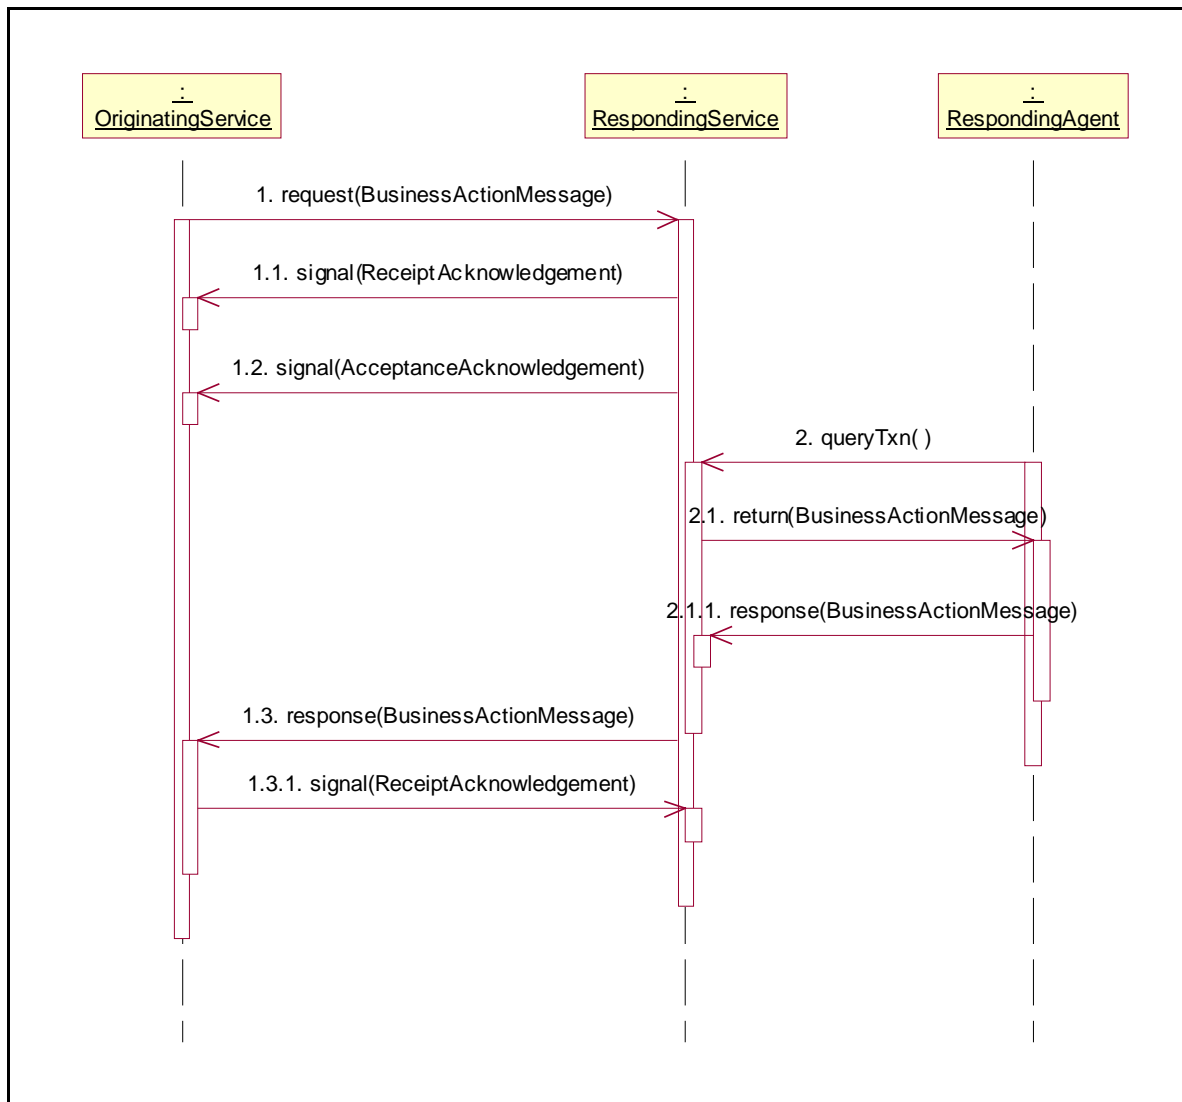 :
OriginatingService
:
RespondingService
:
RespondingAgent
1. request(BusinessActionMessage)
1.1. signal(ReceiptAcknowledgement)
1.2. signal(AcceptanceAcknowledgement)
2. queryTxn( )
2.1. return(BusinessActionMessage)
2.1.1. response(BusinessActionMessage)
1.3. response(BusinessActionMessage)
1.3.1. signal(ReceiptAcknowledgement)